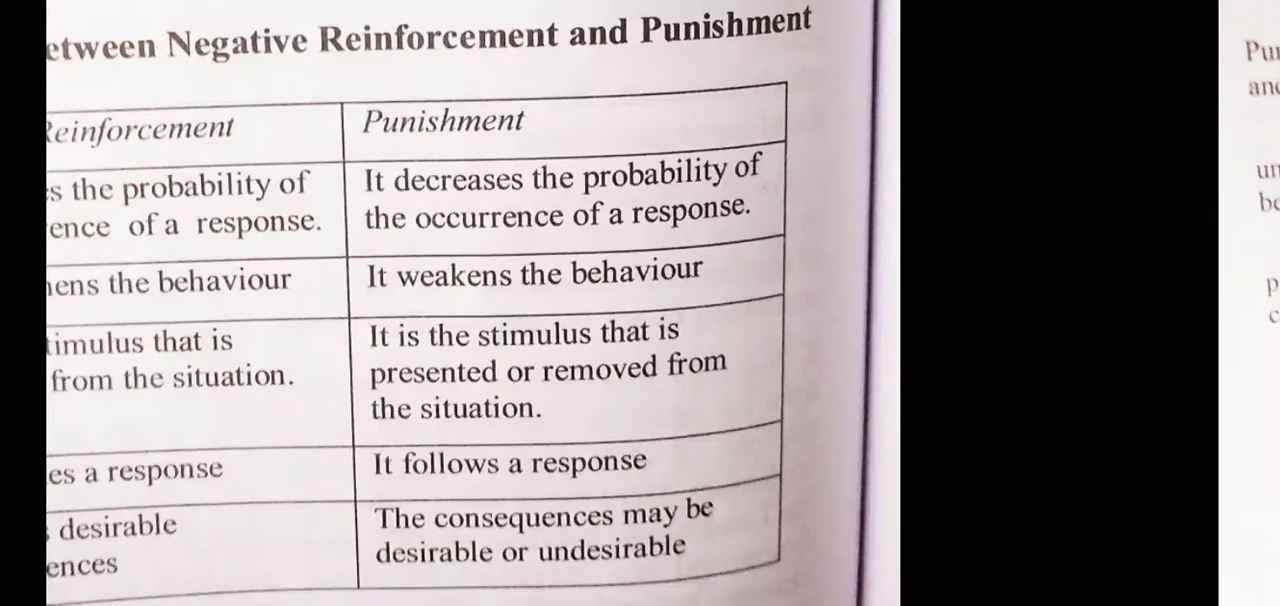 etween Negative Reinforcement and Punishment
Reinforcement
Punishment
s the probability of
ence of a response.
It decreases the probability of
the occurrence of a response.
ens the behaviour
It weakens the behaviour
timulus that is
from the situation.
It is the stimulus that is
presented or removed from
the situation.
es a response
It follows a response
desirable
ences
The consequences may be
desirable or undesirable
Pu
an
un
be
p
c